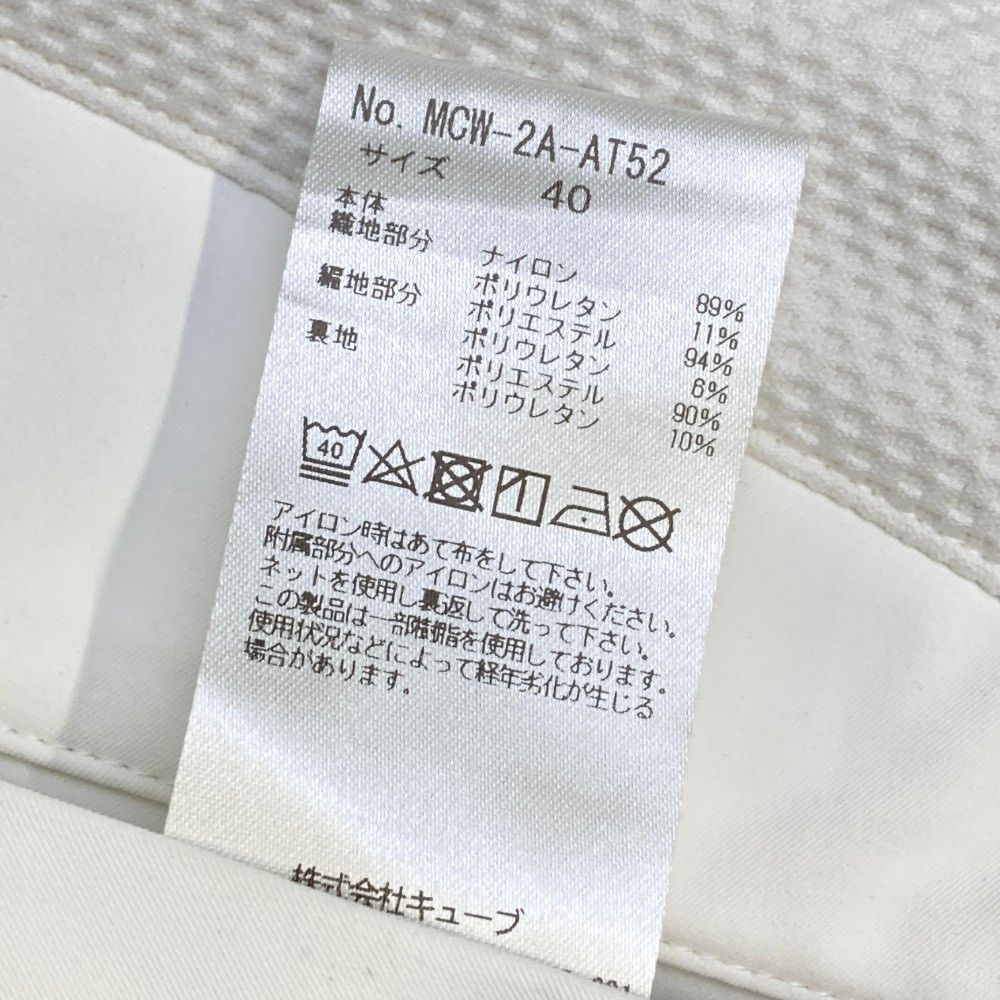 No. MCW-2A-AT52
サイズ 40
本体
織地部分 ナイロン 89%
ポリウレタン 11%
編地部分 ポリエステル 94%
ポリウレタン 6%
裏地 ポリエステル 90%
ポリウレタン 10%
40
アイロン時はあて布をして下さい。
附属部分へのアイロンはお避けください。
ネットを使用し裏返して洗って下さい。
この製品は一部樹脂を使用しております。
使用状況などによって経年劣化が生じる
場合があります。
株式会社キューブ